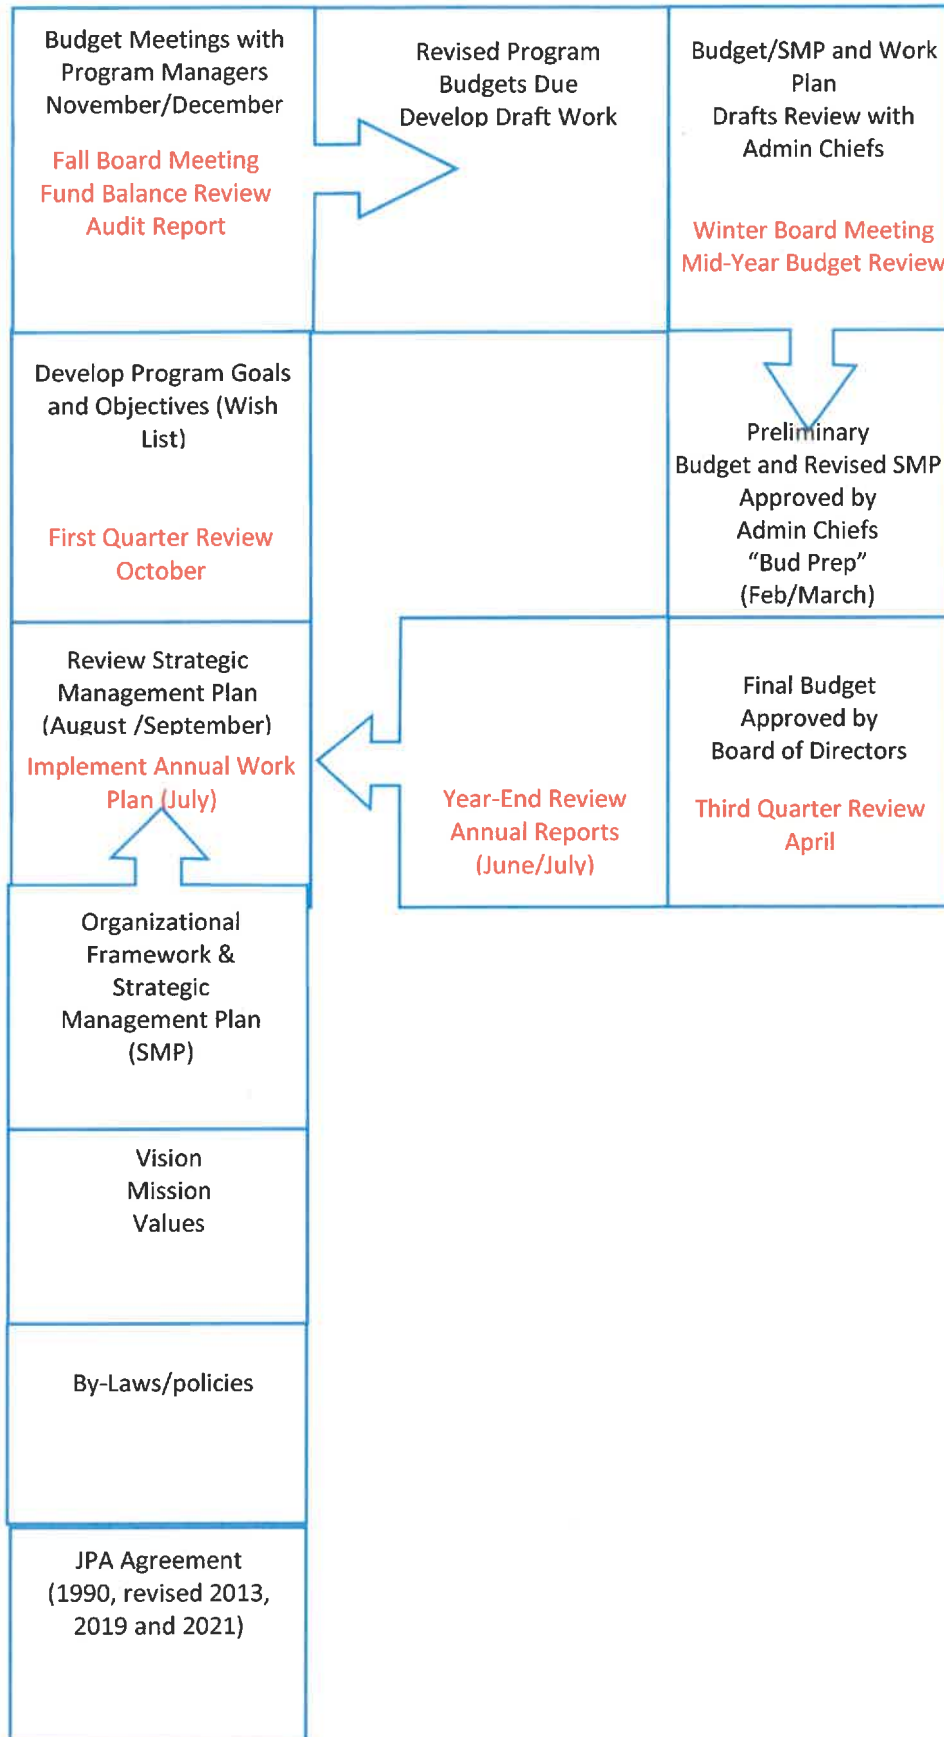 Budget Meetings with
Program Managers
November/December
Fall Board Meeting
Fund Balance Review
Audit Report
Revised Program
Budgets Due
Develop Draft Work
Budget/SMP and Work
Plan
Drafts Review with
Admin Chiefs
Winter Board Meeting
Mid-Year Budget Review
Develop Program Goals
and Objectives (Wish
List)
First Quarter Review
October
Preliminary
Budget and Revised SMP
Approved by
Admin Chiefs
“Bud Prep”
(Feb/March)
Review Strategic
Management Plan
(August /September)
Implement Annual Work
Plan (July)
Year-End Review
Annual Reports
(June/July)
Final Budget
Approved by
Board of Directors
Third Quarter Review
April
Organizational
Framework &
Strategic
Management Plan
(SMP)
Vision
Mission
Values
By-Laws/policies
JPA Agreement
(1990, revised 2013,
2019 and 2021)